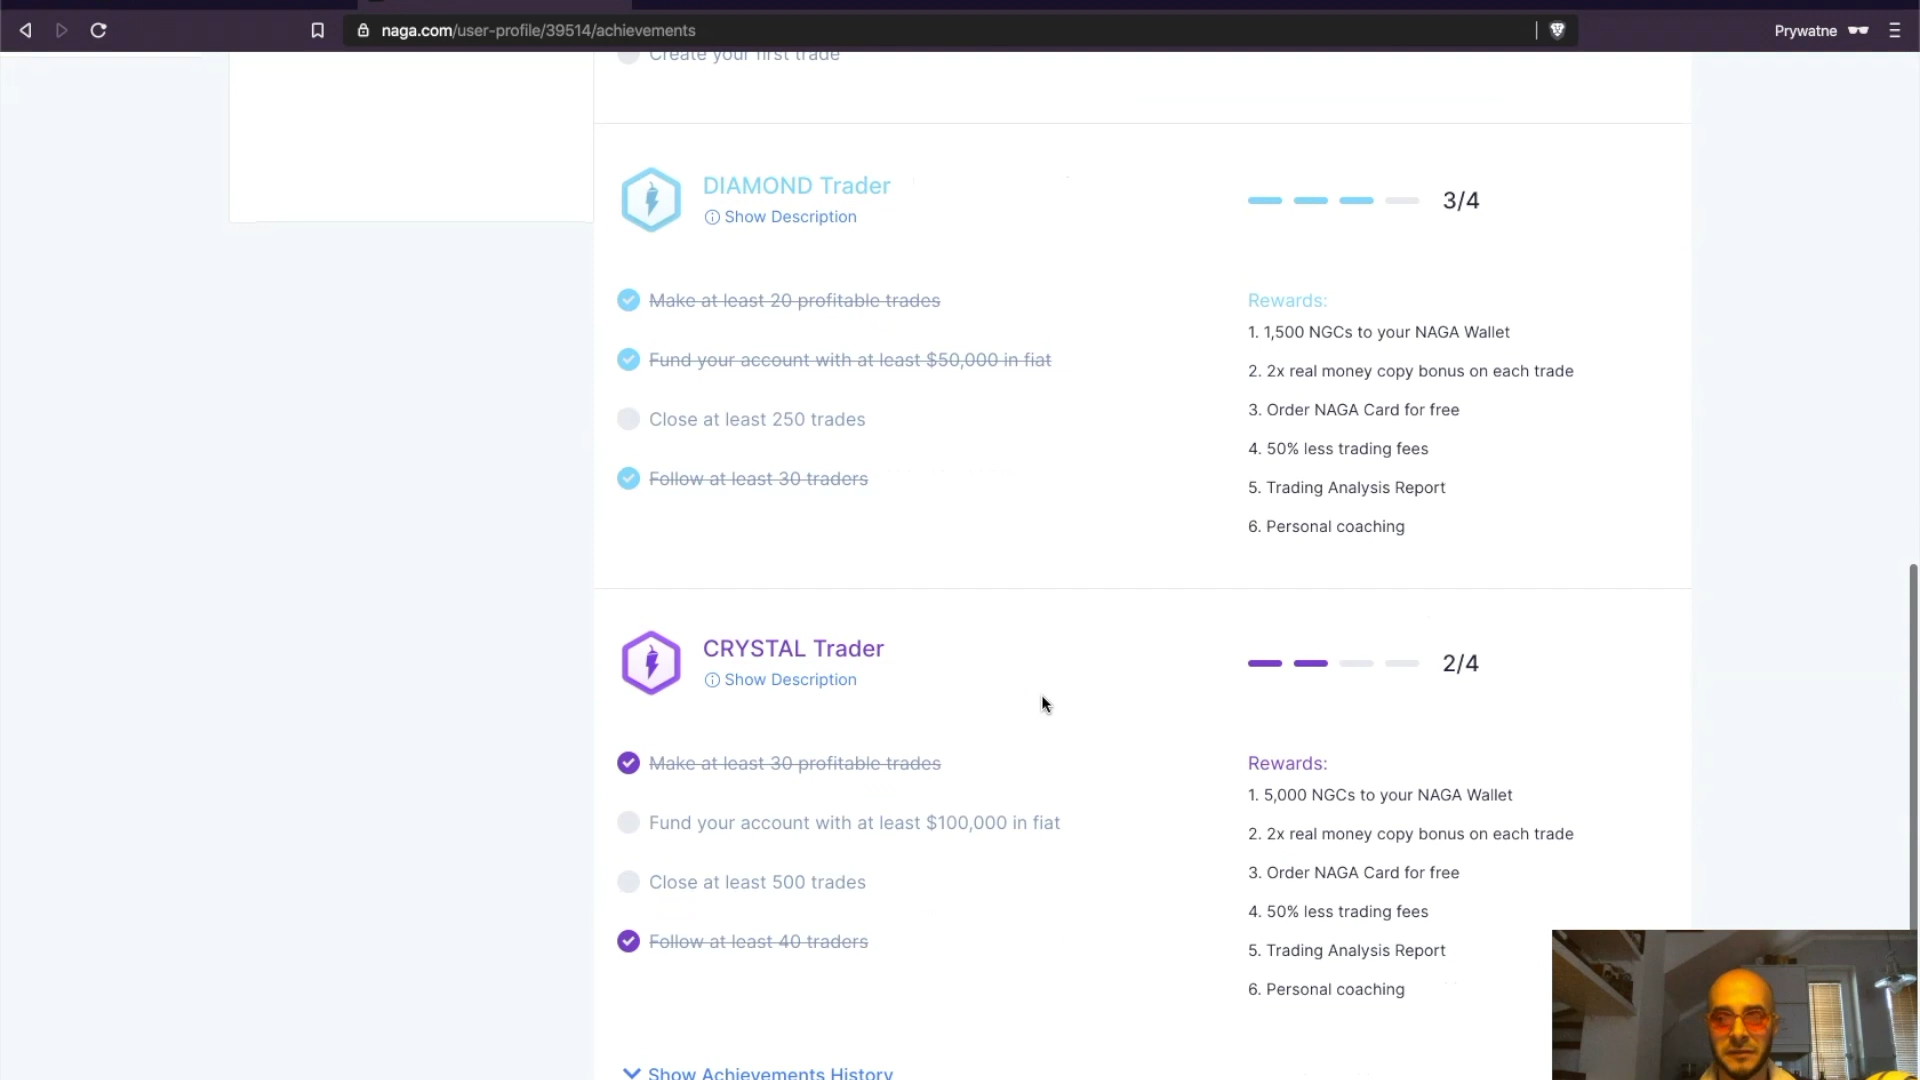 naga.com/user-profile/39514/achievements
Prywatne
Create your first trade
DIAMOND Trader
Show Description
3/4
Make at least 20 profitable trades
Fund your account with at least $50,000 in fiat
Close at least 250 trades
Follow at least 30 traders
Rewards:
1. 1,500 NGCs to your NAGA Wallet
2. 2x real money copy bonus on each trade
3. Order NAGA Card for free
4. 50% less trading fees
5. Trading Analysis Report
6. Personal coaching
CRYSTAL Trader
Show Description
2/4
Make at least 30 profitable trades
Fund your account with at least $100,000 in fiat
Close at least 500 trades
Follow at least 40 traders
Rewards:
1. 5,000 NGCs to your NAGA Wallet
2. 2x real money copy bonus on each trade
3. Order NAGA Card for free
4. 50% less trading fees
5. Trading Analysis Report
6. Personal coaching
Show Achievements History